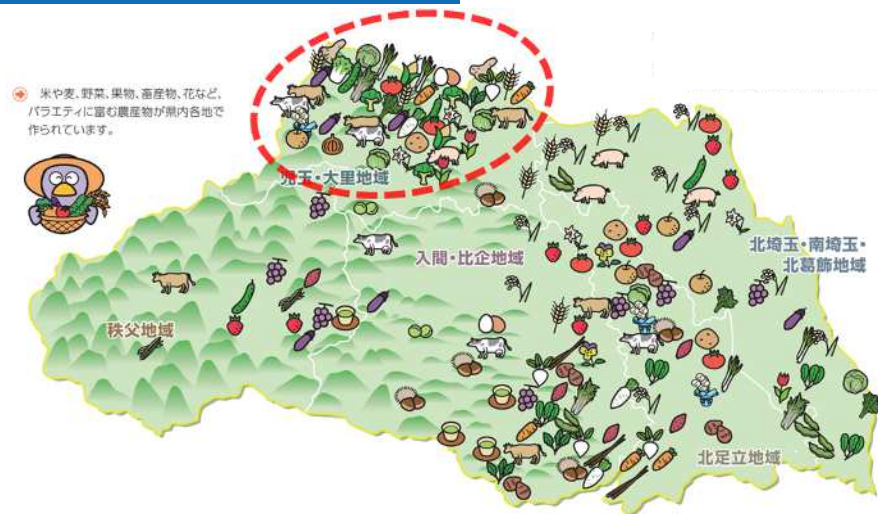 米や麦、野菜、果物、畜産物、花など、
バラエティに富む農産物が県内各地で
作られています。
児玉・大里地域
入間・比企地域
北埼玉・南埼玉・
北葛飾地域
秩父地域
北足立地域